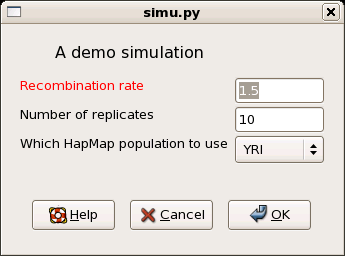 simu.py
A demo simulation
Recombination rate 1.5
Number of replicates 10
Which HapMap population to use YRI
Help Cancel OK